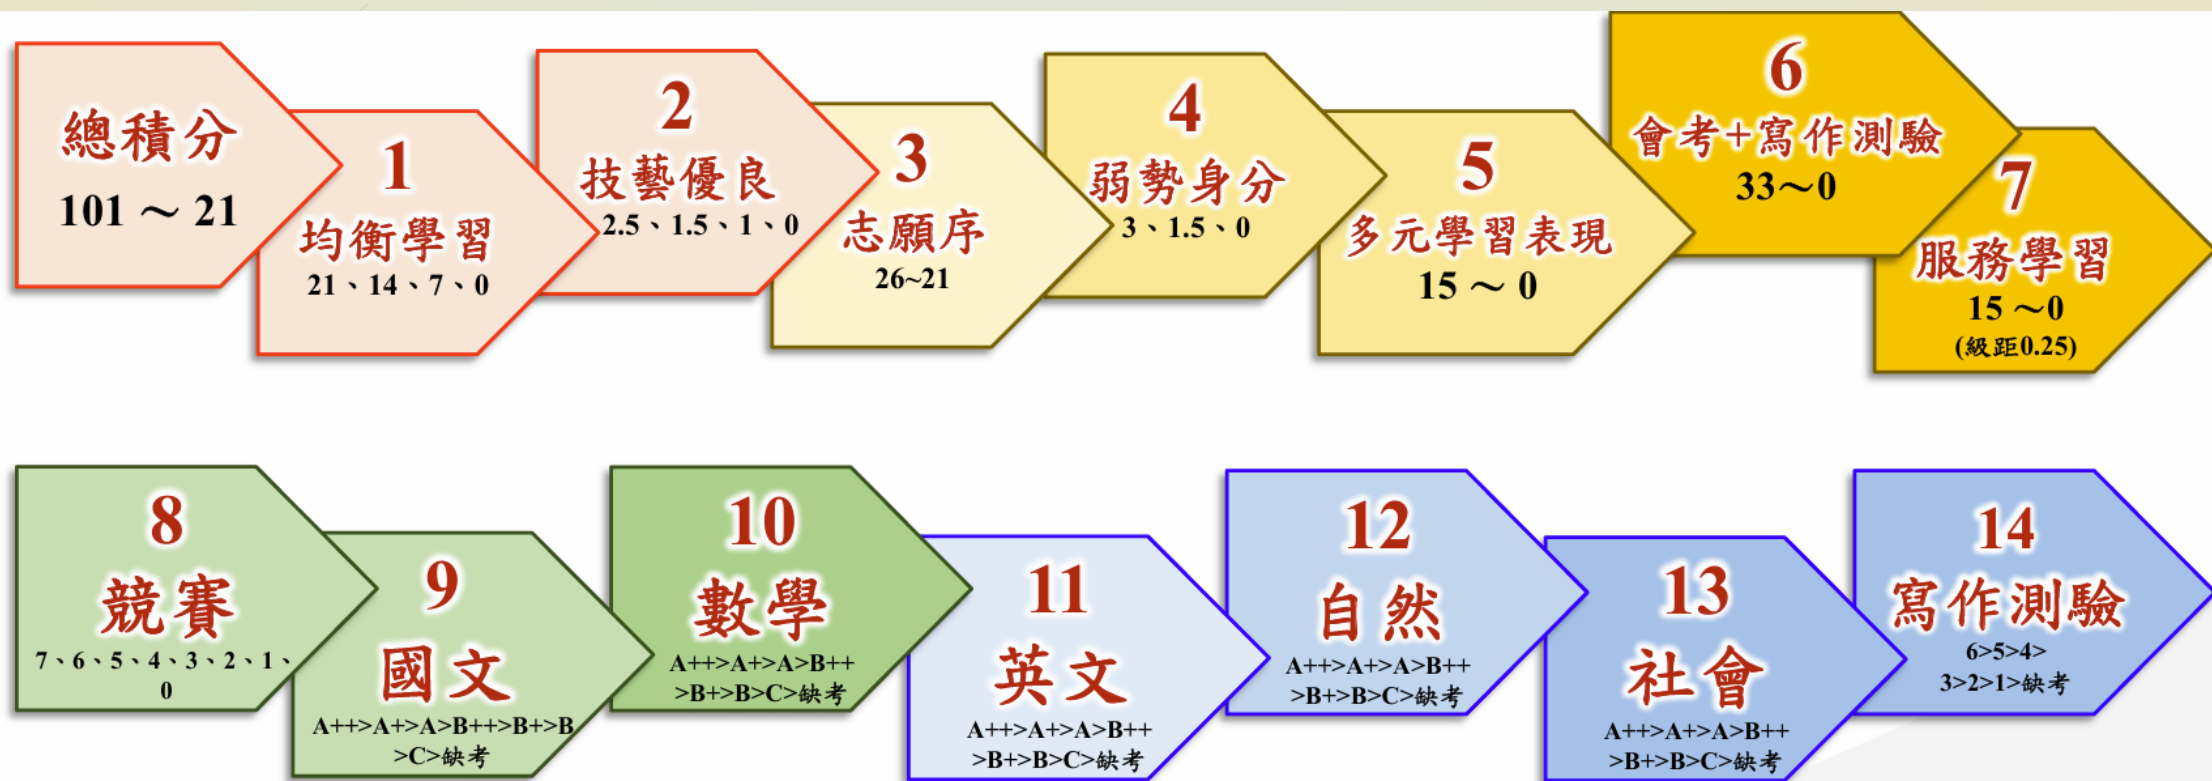 總積分
101 ～ 21
1
均衡學習
21、14、7、0
2
技藝優良
2.5、1.5、1、0
3
志願序
26~21
4
弱勢身分
3、1.5、0
5
多元學習表現
15 ～ 0
6
會考+寫作測驗
33～0
7
服務學習
15 ～0
(級距0.25)
8
競賽
7、6、5、4、3、2、1、
0
9
國文
A++>A+>A>B++>B+>B
>C>缺考
10
數學
A++>A+>A>B++
>B+>B>C>缺考
11
英文
A++>A+>A>B++
>B+>B>C>缺考
12
自然
A++>A+>A>B++
>B+>B>C>缺考
13
社會
A++>A+>A>B++
>B+>B>C>缺考
14
寫作測驗
6>5>4>
3>2>1>缺考